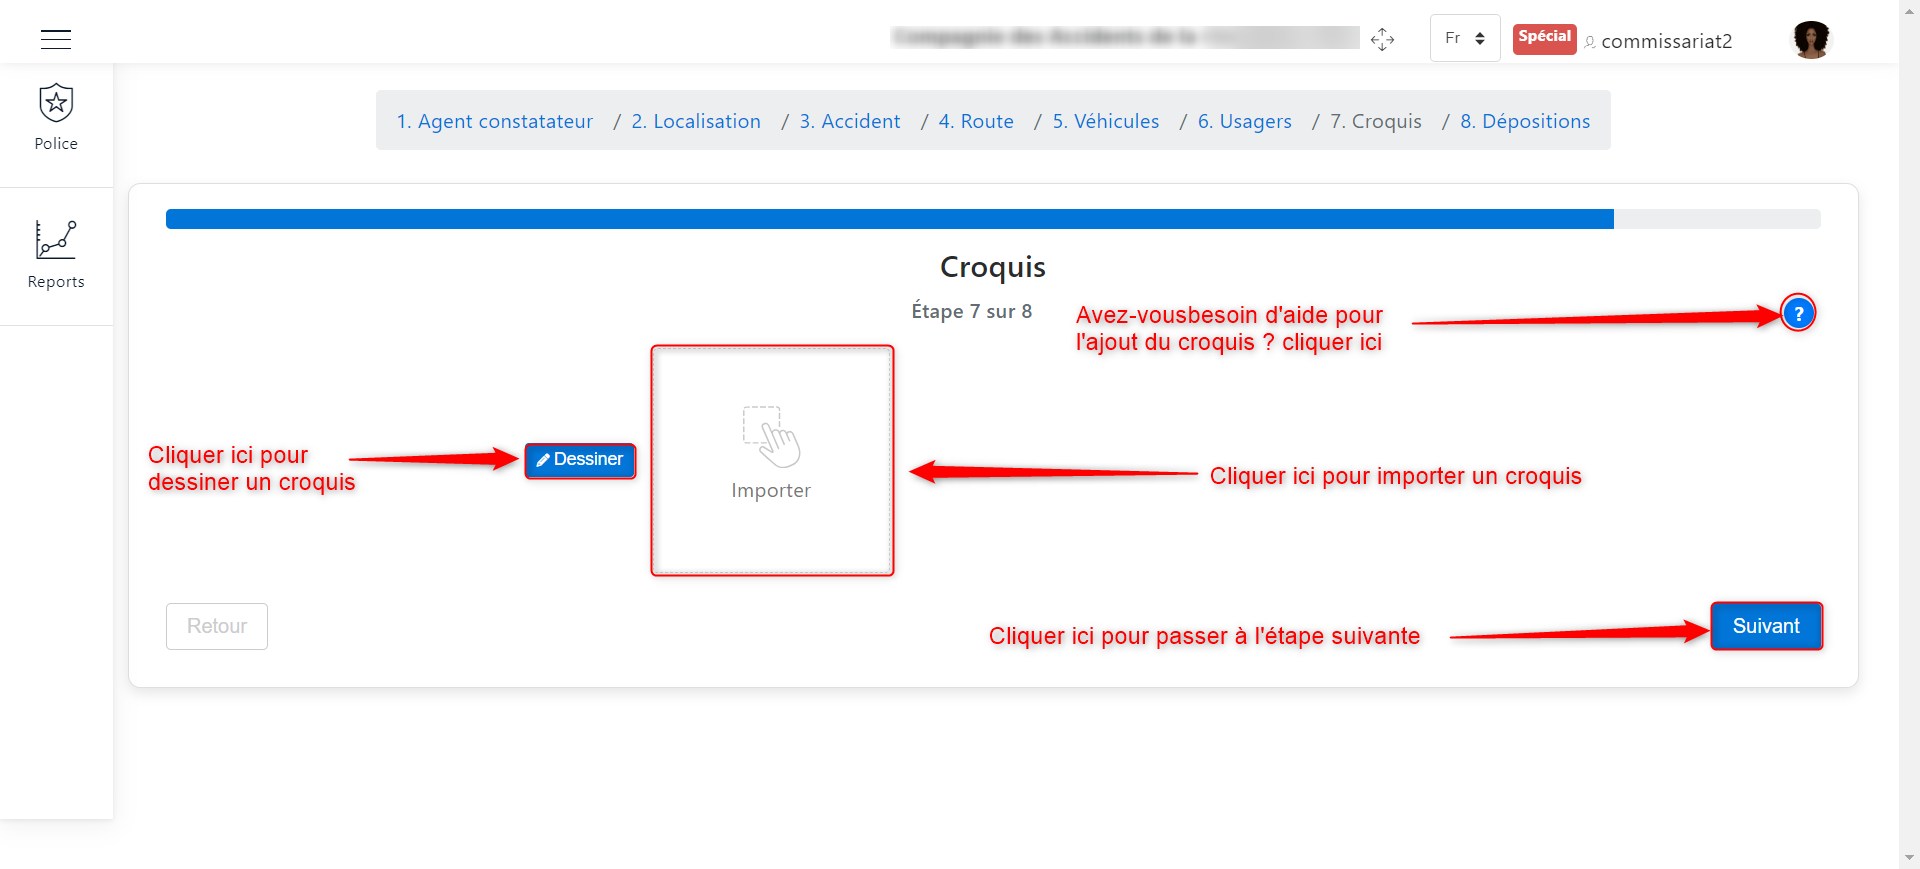 Fr
Spécial
commissariat2
Police
Reports
1. Agent constatateur / 2. Localisation / 3. Accident / 4. Route / 5. Véhicules / 6. Usagers / 7. Croquis / 8. Dépositions
Croquis
Étape 7 sur 8
Avez-vousbesoin d'aide pour
l'ajout du croquis ? cliquer ici
?
Cliquer ici pour
dessiner un croquis
Dessiner
Importer
Cliquer ici pour importer un croquis
Retour
Cliquer ici pour passer à l'étape suivante
Suivant